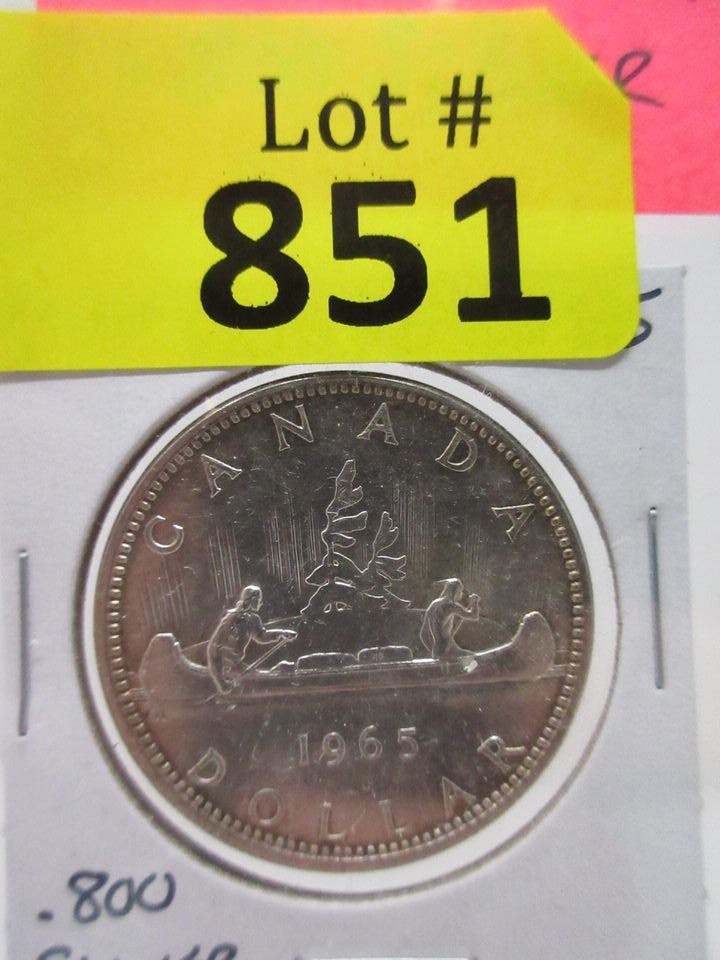 Lot #
851
CANADA
1965
DOLLAR
.800